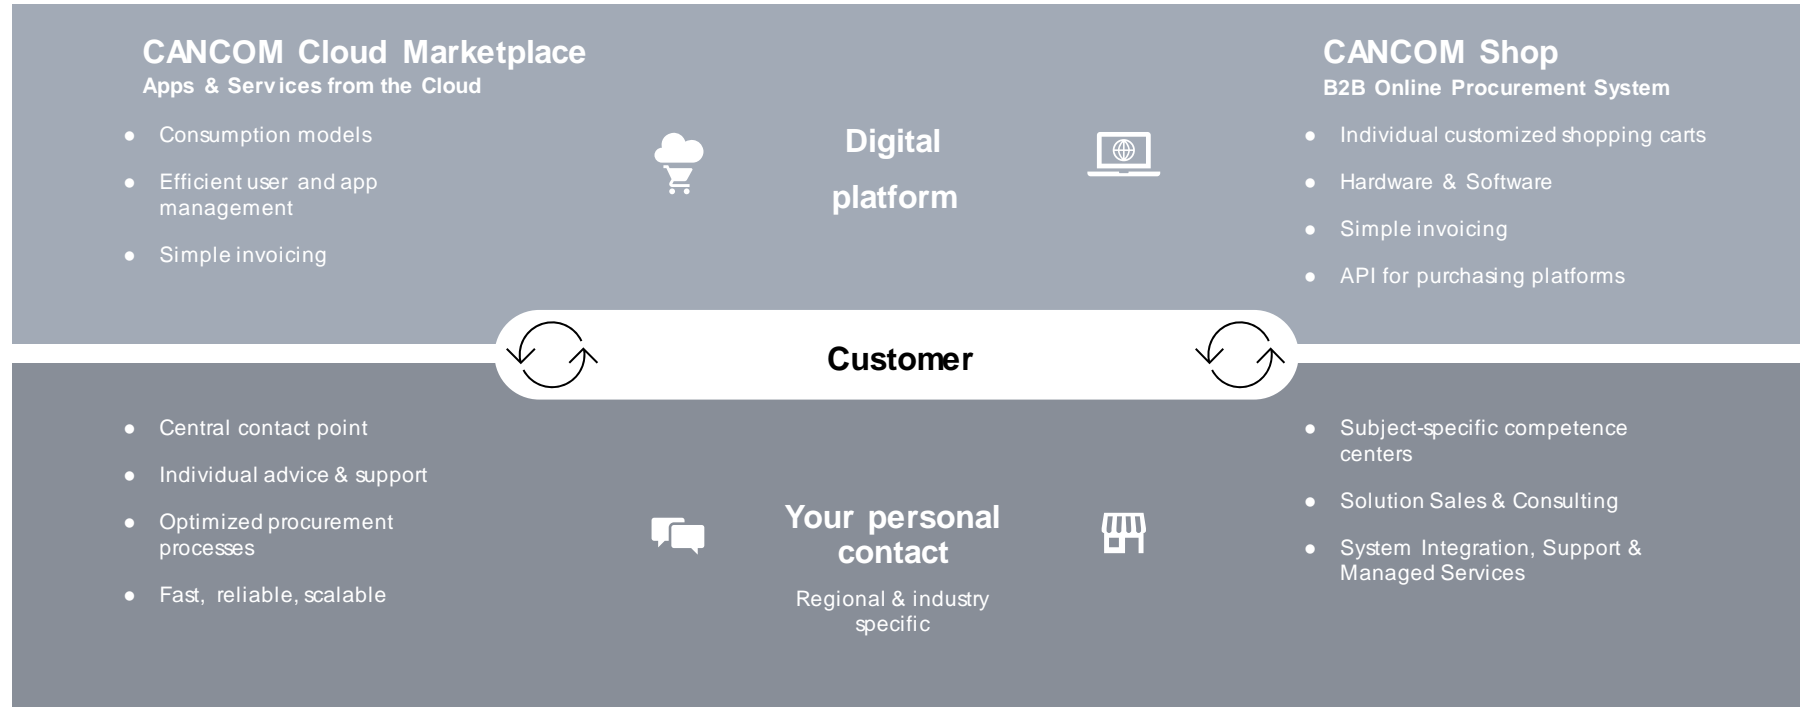 CANCOM Cloud Marketplace
Apps & Services from the Cloud
● Consumption models
● Efficient user and app
management
● Simple invoicing
Digital
platform
CANCOM Shop
B2B Online Procurement System
● Individual customized shopping carts
● Hardware & Software
● Simple invoicing
● API for purchasing platforms
Customer
● Central contact point
● Individual advice & support
● Optimized procurement
processes
● Fast, reliable, scalable
Your personal
contact
Regional & industry
specific
● Subject-specific competence
centers
● Solution Sales & Consulting
● System Integration, Support &
Managed Services